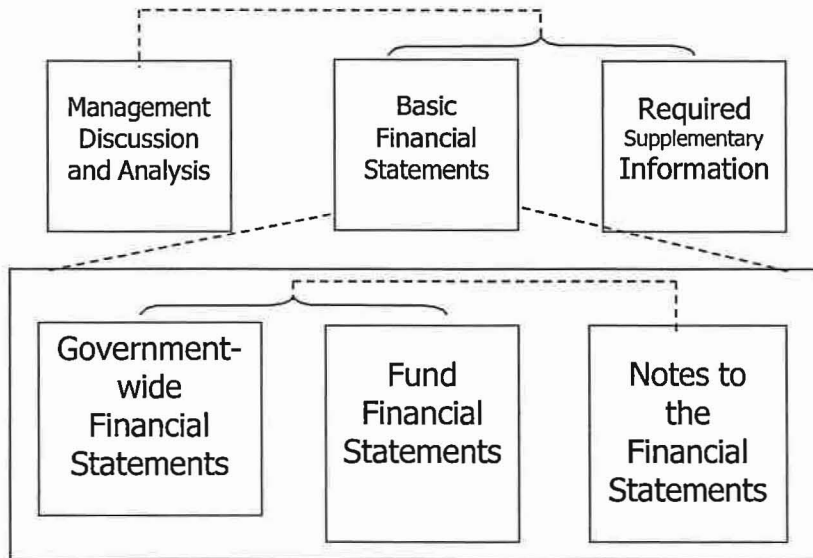 Management
Discussion
and Analysis
Basic
Financial
Statements
Required
Supplementary
Information
Government-
wide
Financial
Statements
Fund
Financial
Statements
Notes to
the
Financial
Statements